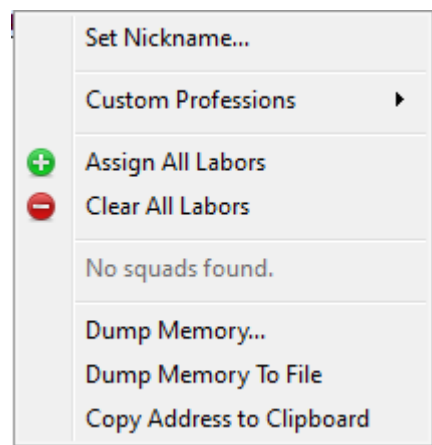 Set Nickname...
Custom Professions
Assign All Labors
Clear All Labors
No squads found.
Dump Memory...
Dump Memory To File
Copy Address to Clipboard